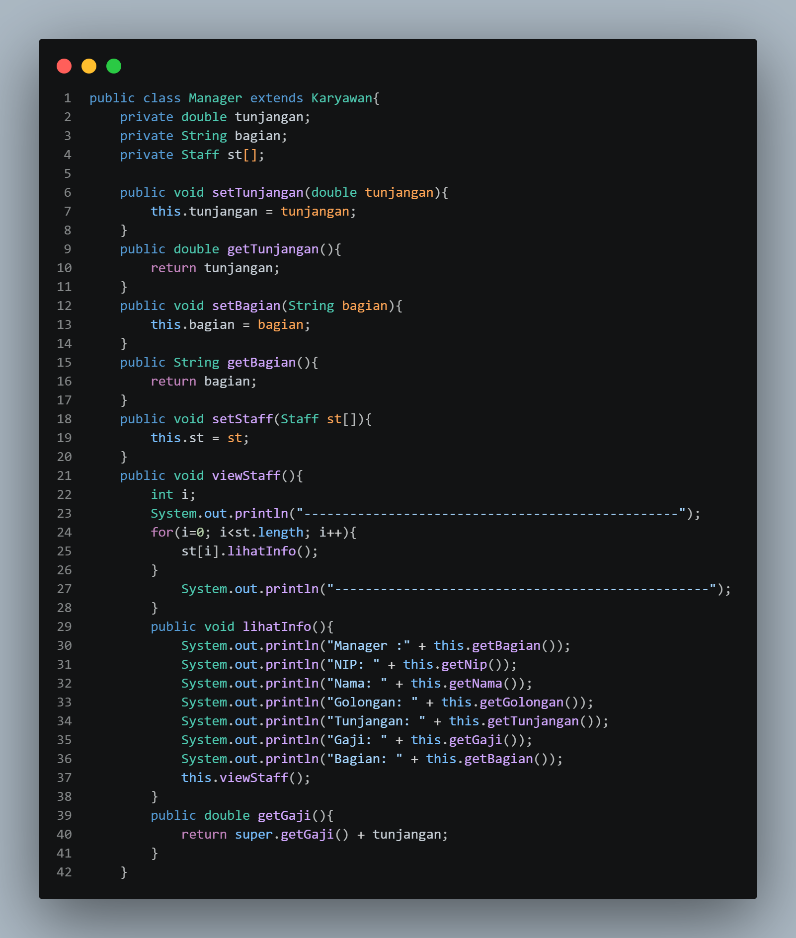 1 public class Manager extends Karyawan{
2     private double tunjangan;
3     private String bagian;
4     private Staff st[];
5
6     public void setTunjangan(double tunjangan){
7         this.tunjangan = tunjangan;
8     }
9     public double getTunjangan(){
10         return tunjangan;
11     }
12     public void setBagian(String bagian){
13         this.bagian = bagian;
14     }
15     public String getBagian(){
16         return bagian;
17     }
18     public void setStaff(Staff st[]){
19         this.st = st;
20     }
21     public void viewStaff(){
22         int i;
23         System.out.println("-------------------------------------------------");
24         for(i=0; i<st.length; i++){
25             st[i].lihatInfo();
26         }
27             System.out.println("-------------------------------------------------");
28         }
29         public void lihatInfo(){
30             System.out.println("Manager :" + this.getBagian());
31             System.out.println("NIP: " + this.getNip());
32             System.out.println("Nama: " + this.getNama());
33             System.out.println("Golongan: " + this.getGolongan());
34             System.out.println("Tunjangan: " + this.getTunjangan());
35             System.out.println("Gaji: " + this.getGaji());
36             System.out.println("Bagian: " + this.getBagian());
37             this.viewStaff();
38         }
39         public double getGaji(){
40             return super.getGaji() + tunjangan;
41         }
42     }